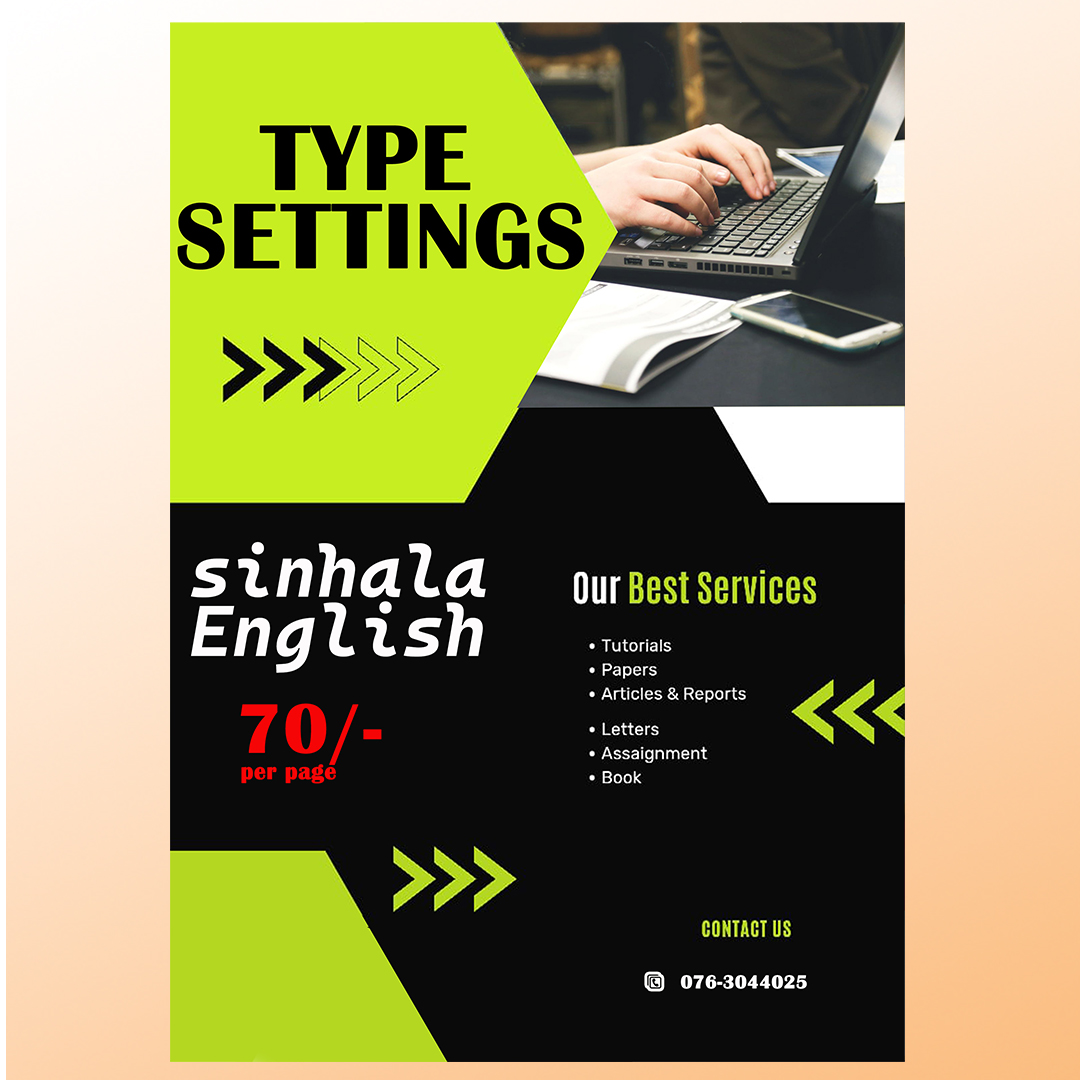 TYPE
SETTINGS
sinhala
English
70/-
per page
Our Best Services
• Tutorials
• Papers
• Articles & Reports
• Letters
• Assaignment
• Book
CONTACT US
076-3044025